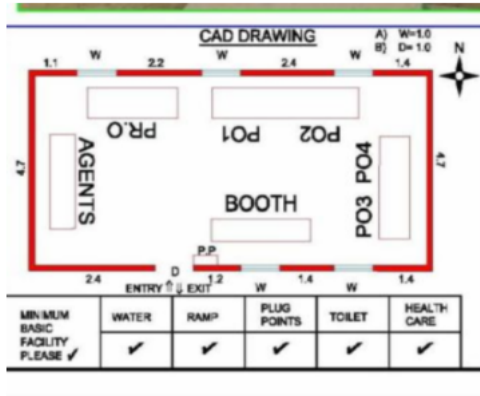 CAD DRAWING
A) W=1.0
B) D=1.0
N
W W W
1.1 2.2 2.4 1.4
PR.O PO1 PO2
4.7 AGENTS PO3 PO4 4.7
BOOTH
P.P
D
2.4 1.2 1.4 1.4
ENTRY ⇧⇩ EXIT W W
MINIMUM BASIC FACILITY PLEASE ✓
WATER RAMP PLUG POINTS TOILET HEALTH CARE
✓ ✓ ✓ ✓ ✓